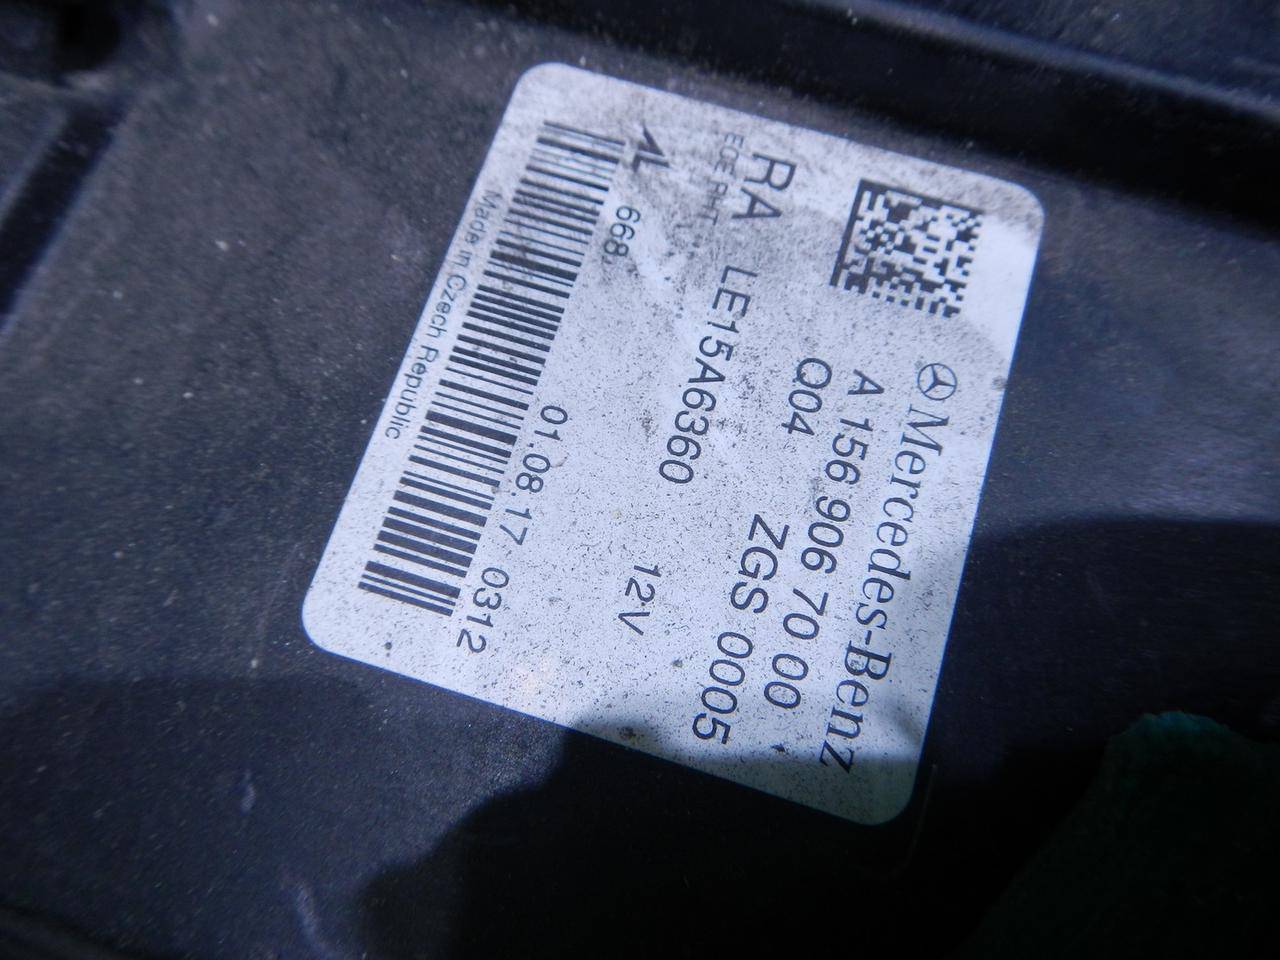 Mercedes-Benz
A 156 906 70 00
Q04 ZGS 0005
RA LE15A6360
ECE RHT 12V
668.
01.08.17 0312
Made in Czech Republic